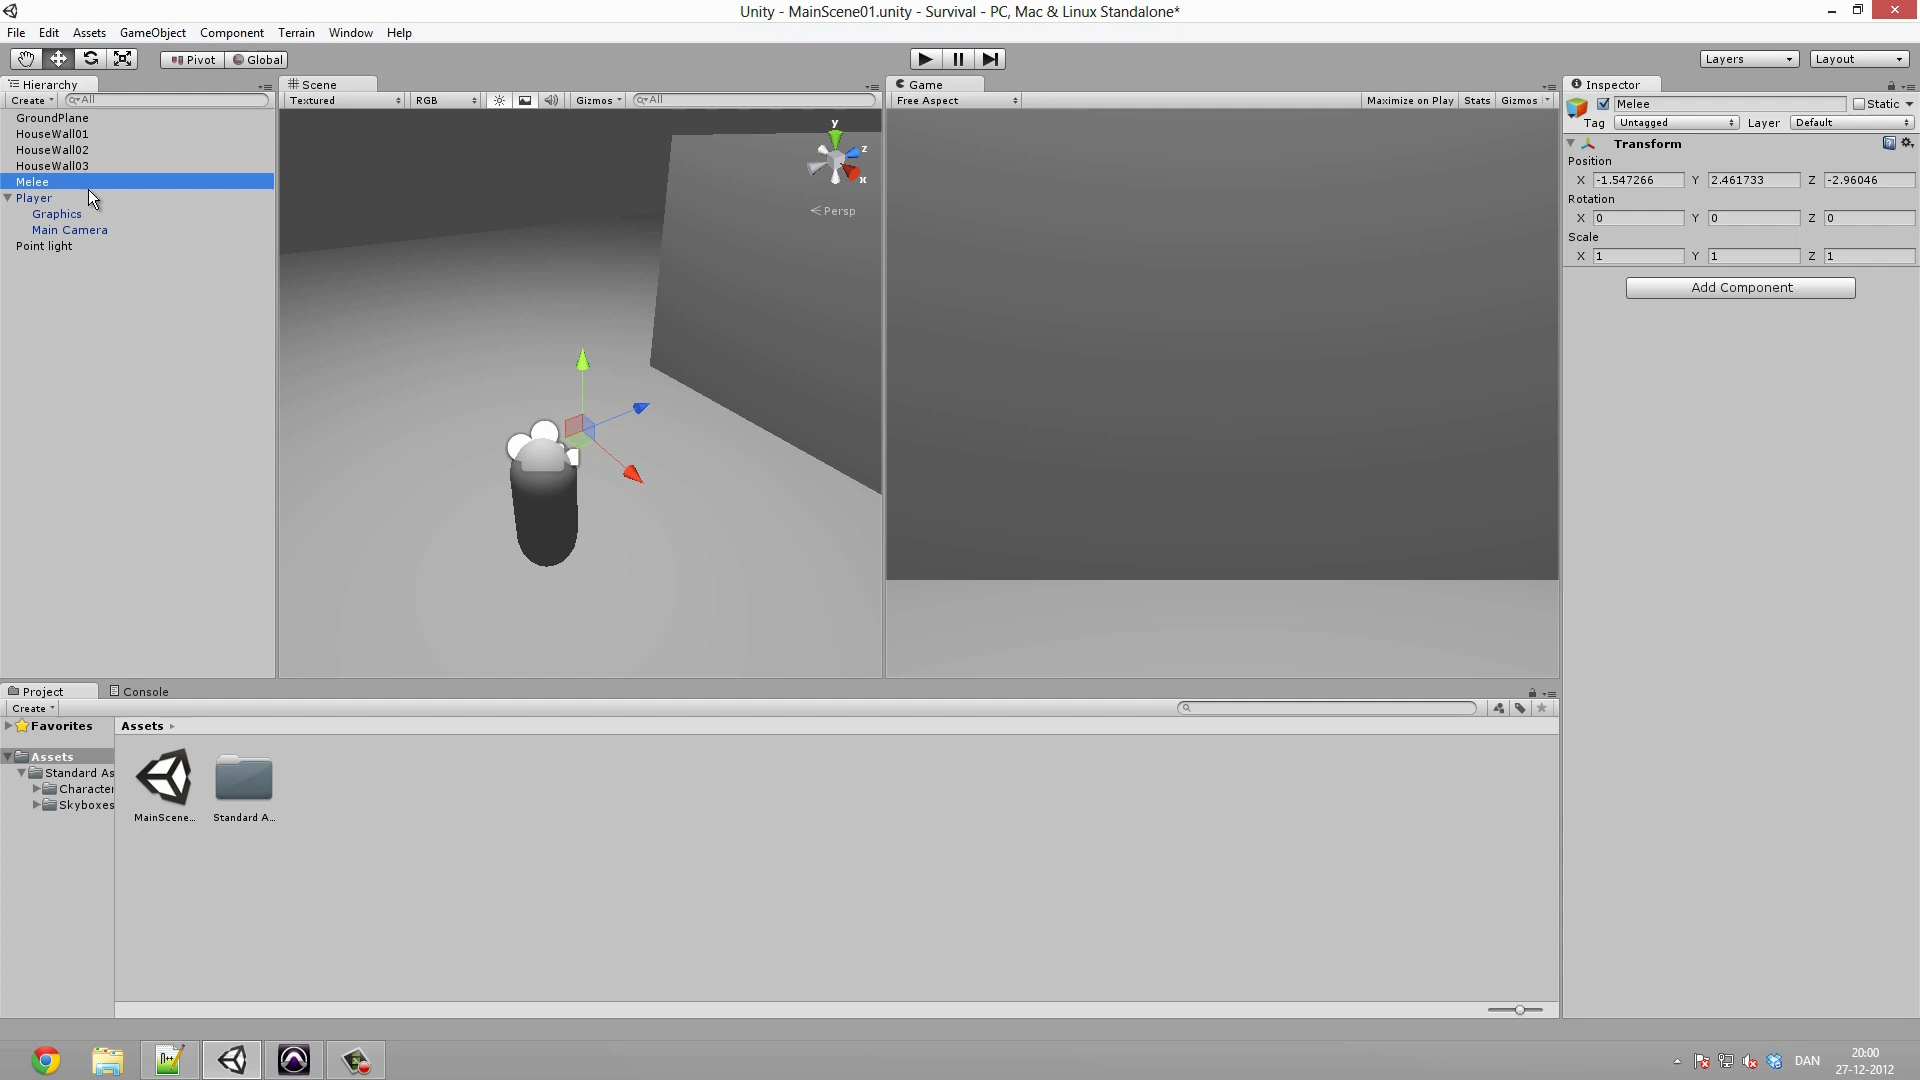 Unity - MainScene01.unity - Survival - PC, Mac & Linux Standalone*
File Edit Assets GameObject Component Terrain Window Help
Pivot Global Layers Layout
Hierarchy
Create All
GroundPlane
HouseWall01
HouseWall02
HouseWall03
Melee
Player
Graphics
Main Camera
Point light
Scene
Textured RGB Gizmos All
y
z
x
Persp
Game
Free Aspect Maximize on Play Stats Gizmos
Inspector
Melee Static
Tag Untagged Layer Default
Transform
Position
X -1.547266 Y 2.461733 Z -2.96046
Rotation
X 0 Y 0 Z 0
Scale
X 1 Y 1 Z 1
Add Component
Project Console
Create
Favorites
Assets
Standard As
Character
Skyboxes
Assets
MainScene...
Standard A...
DAN
20:00
27-12-2012